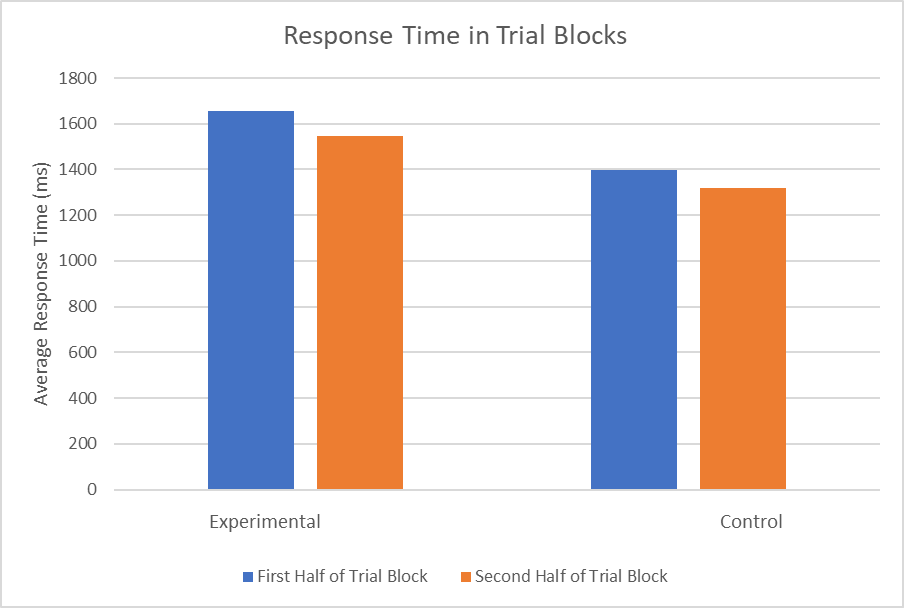 Response Time in Trial Blocks
Average Response Time (ms)
1800
1600
1400
1200
1000
800
600
400
200
0
Experimental Control
First Half of Trial Block Second Half of Trial Block